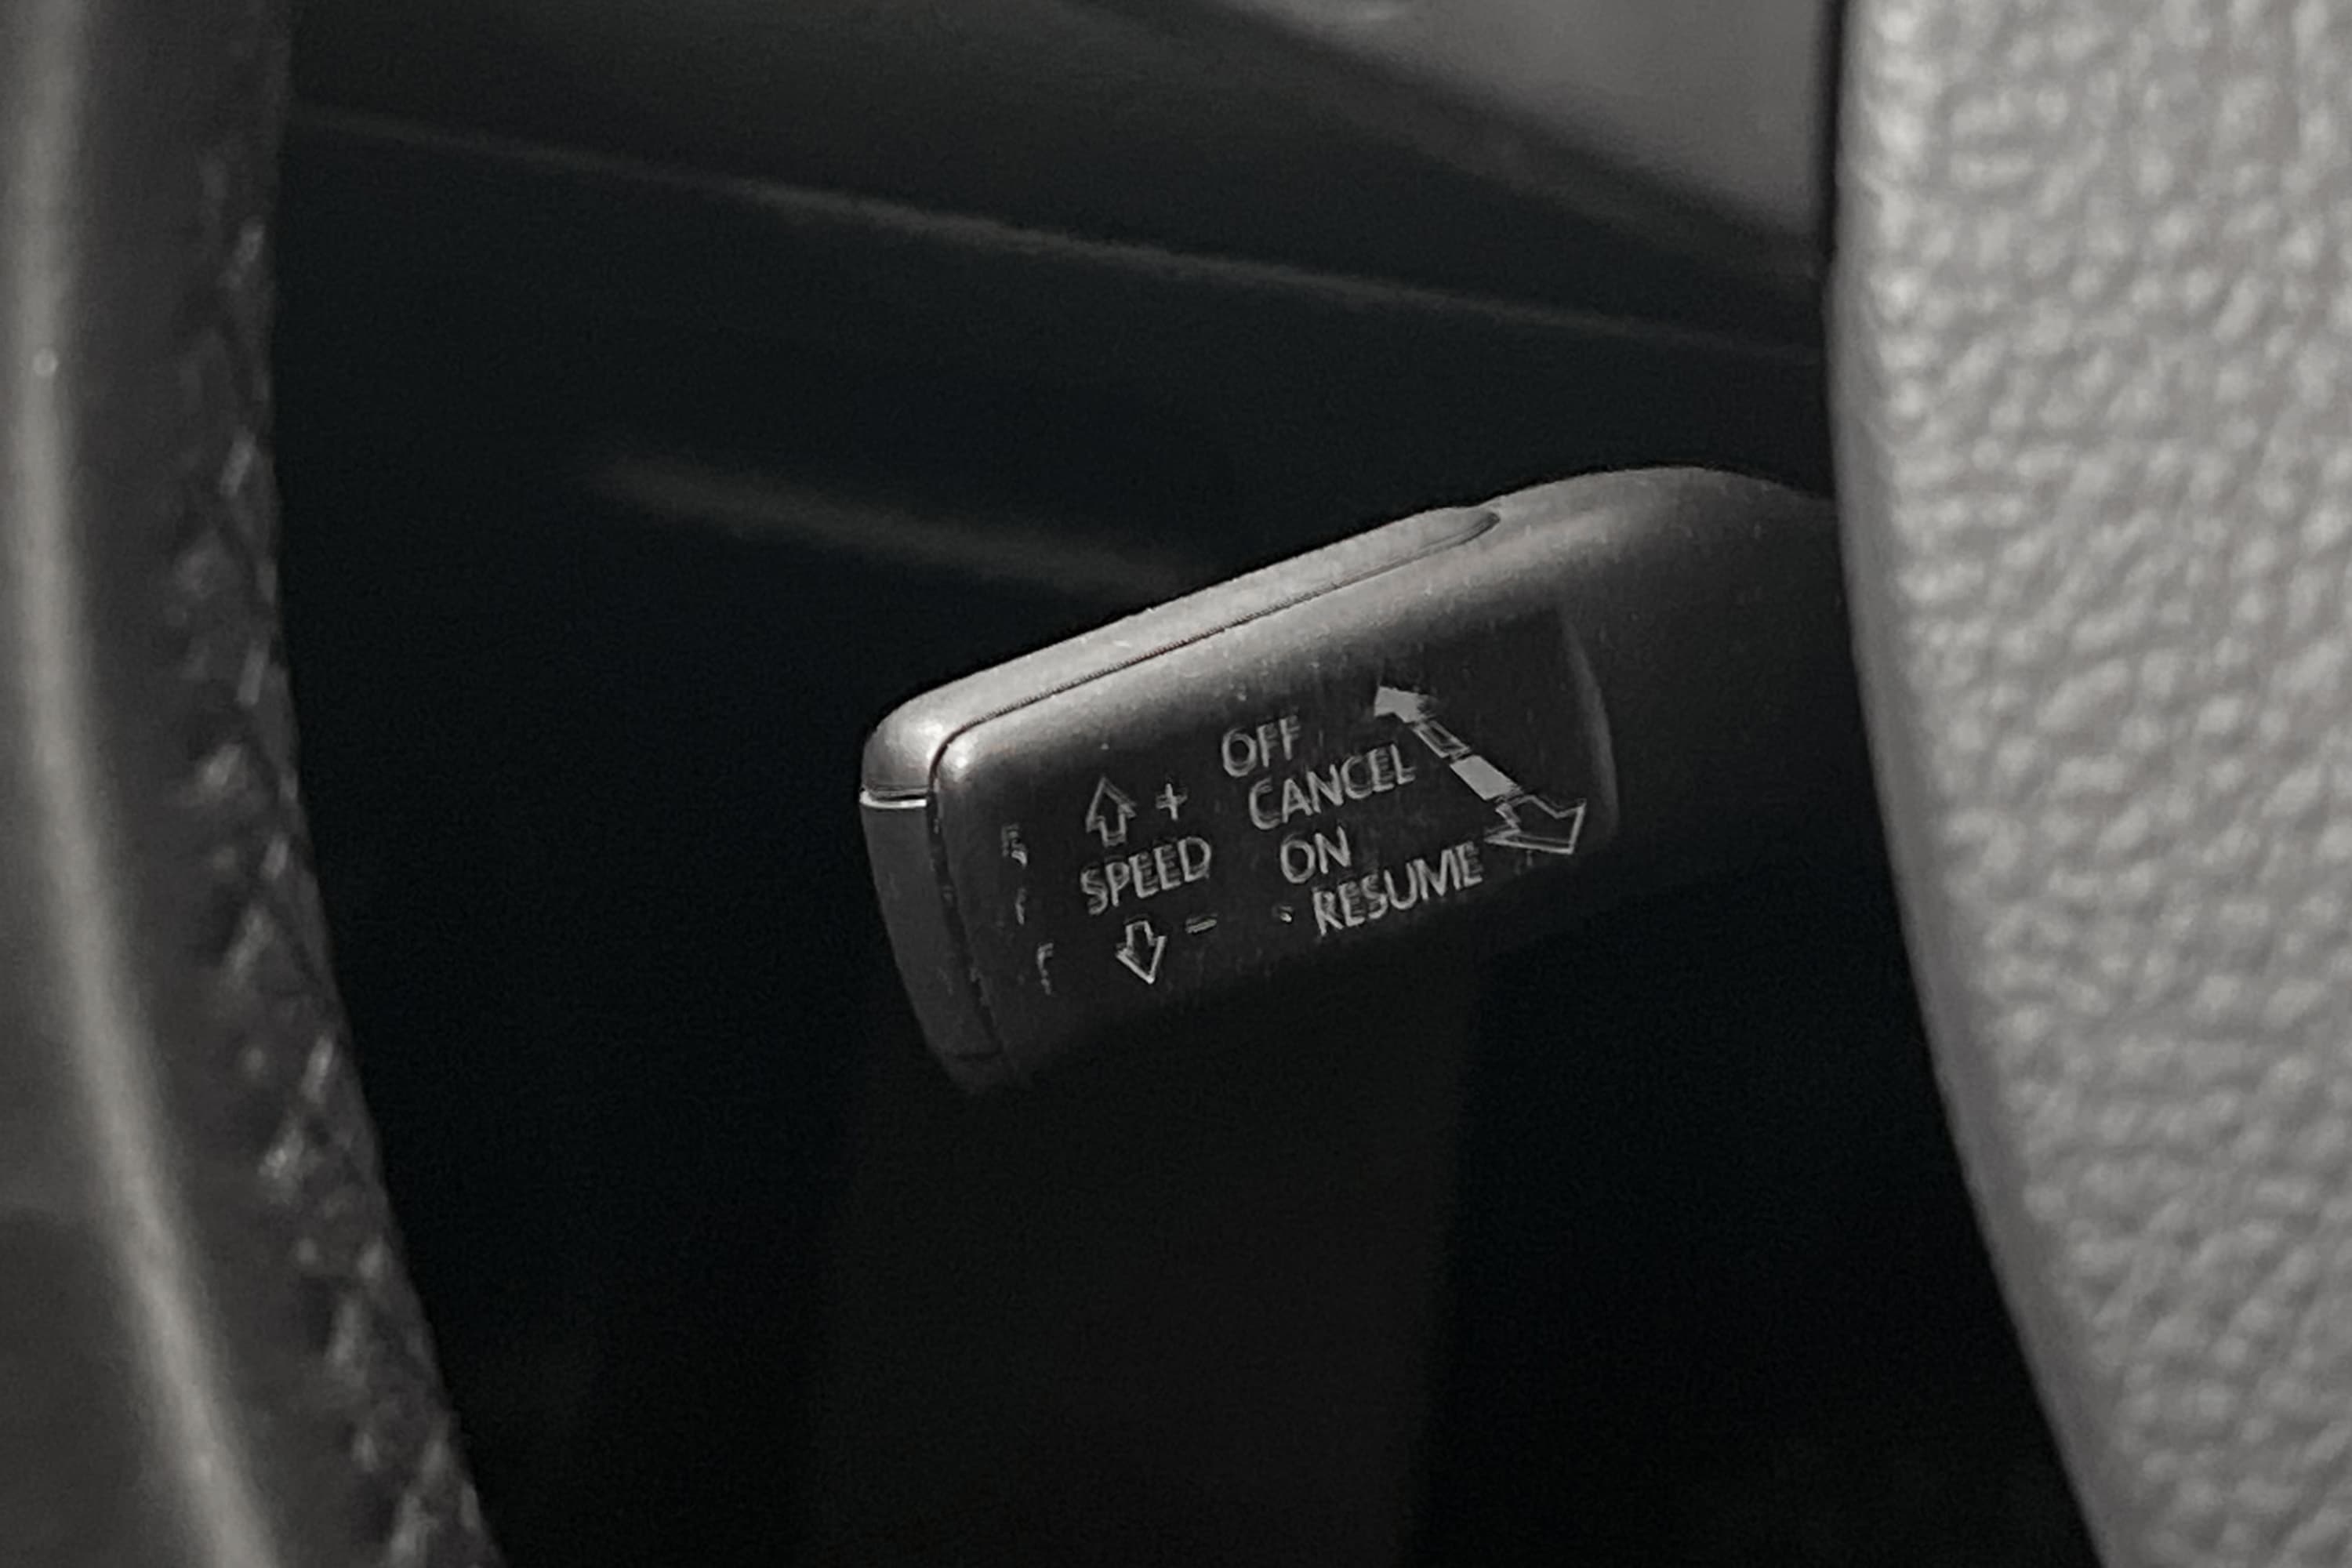 OFF
+ CANCEL
SPEED ON
- RESUME